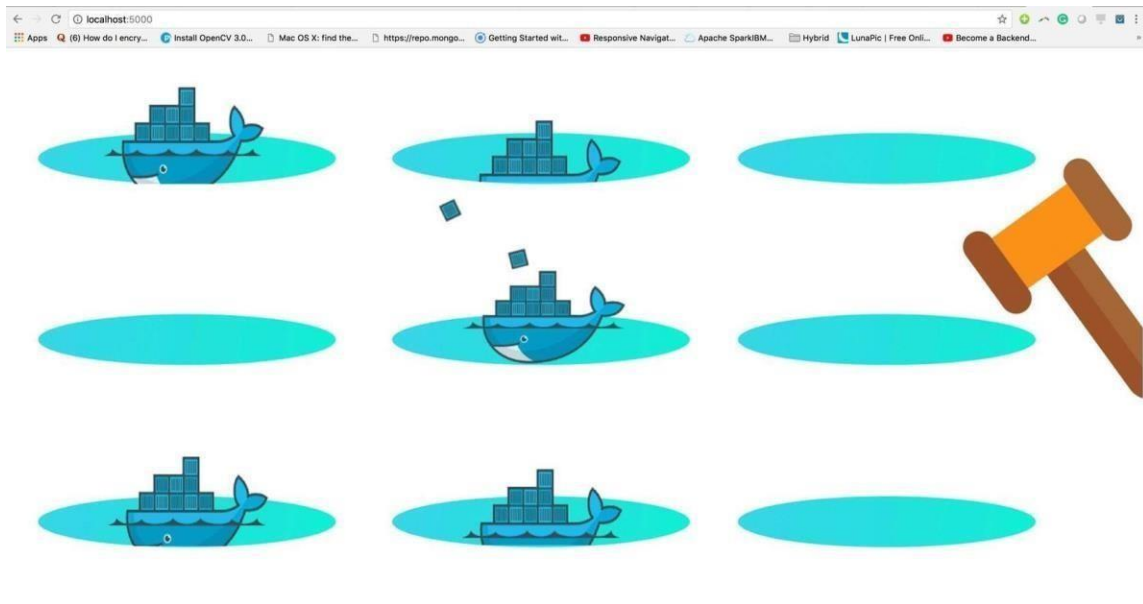 localhost:5000
Apps (6) How do I encry... Install OpenCV 3.0... Mac OS X: find the... https://repo.mongo... Getting Started wit... Responsive Navigat... Apache SparkIBM... Hybrid LunaPic | Free Onli... Become a Backend... »